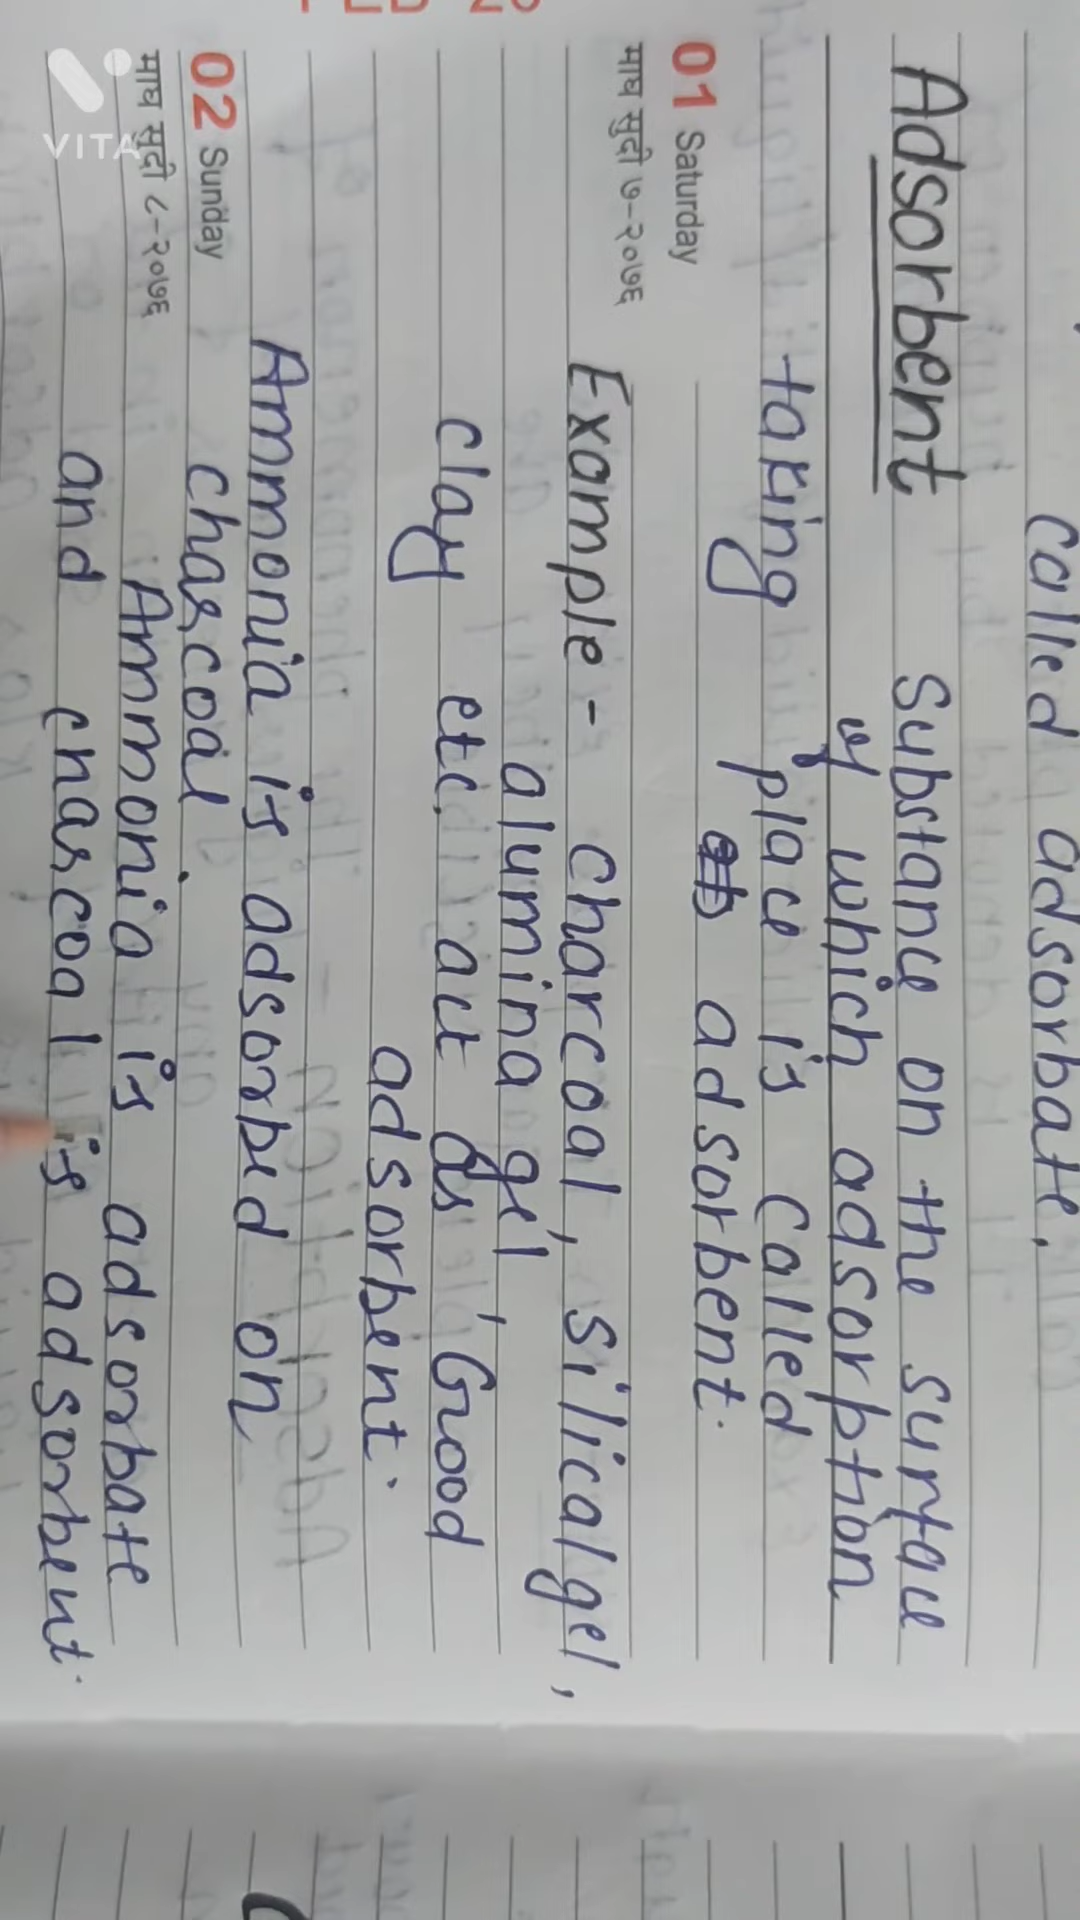 called adsorbate.
Adsorbent Substance on the surface
of which adsorption
taking place is called
adsorbent.
01 Saturday
माघ सुदी ७-२०७६
Example - charcoal, silicalgel,
alumina gel,
clay etc. act as Good
adsorbent.
Ammonia is adsorbed on
charcoal
02 Sunday
माघ सुदी ८-२०७६
Ammonia is adsorbate
and charcoal is adsorbent.
VITA